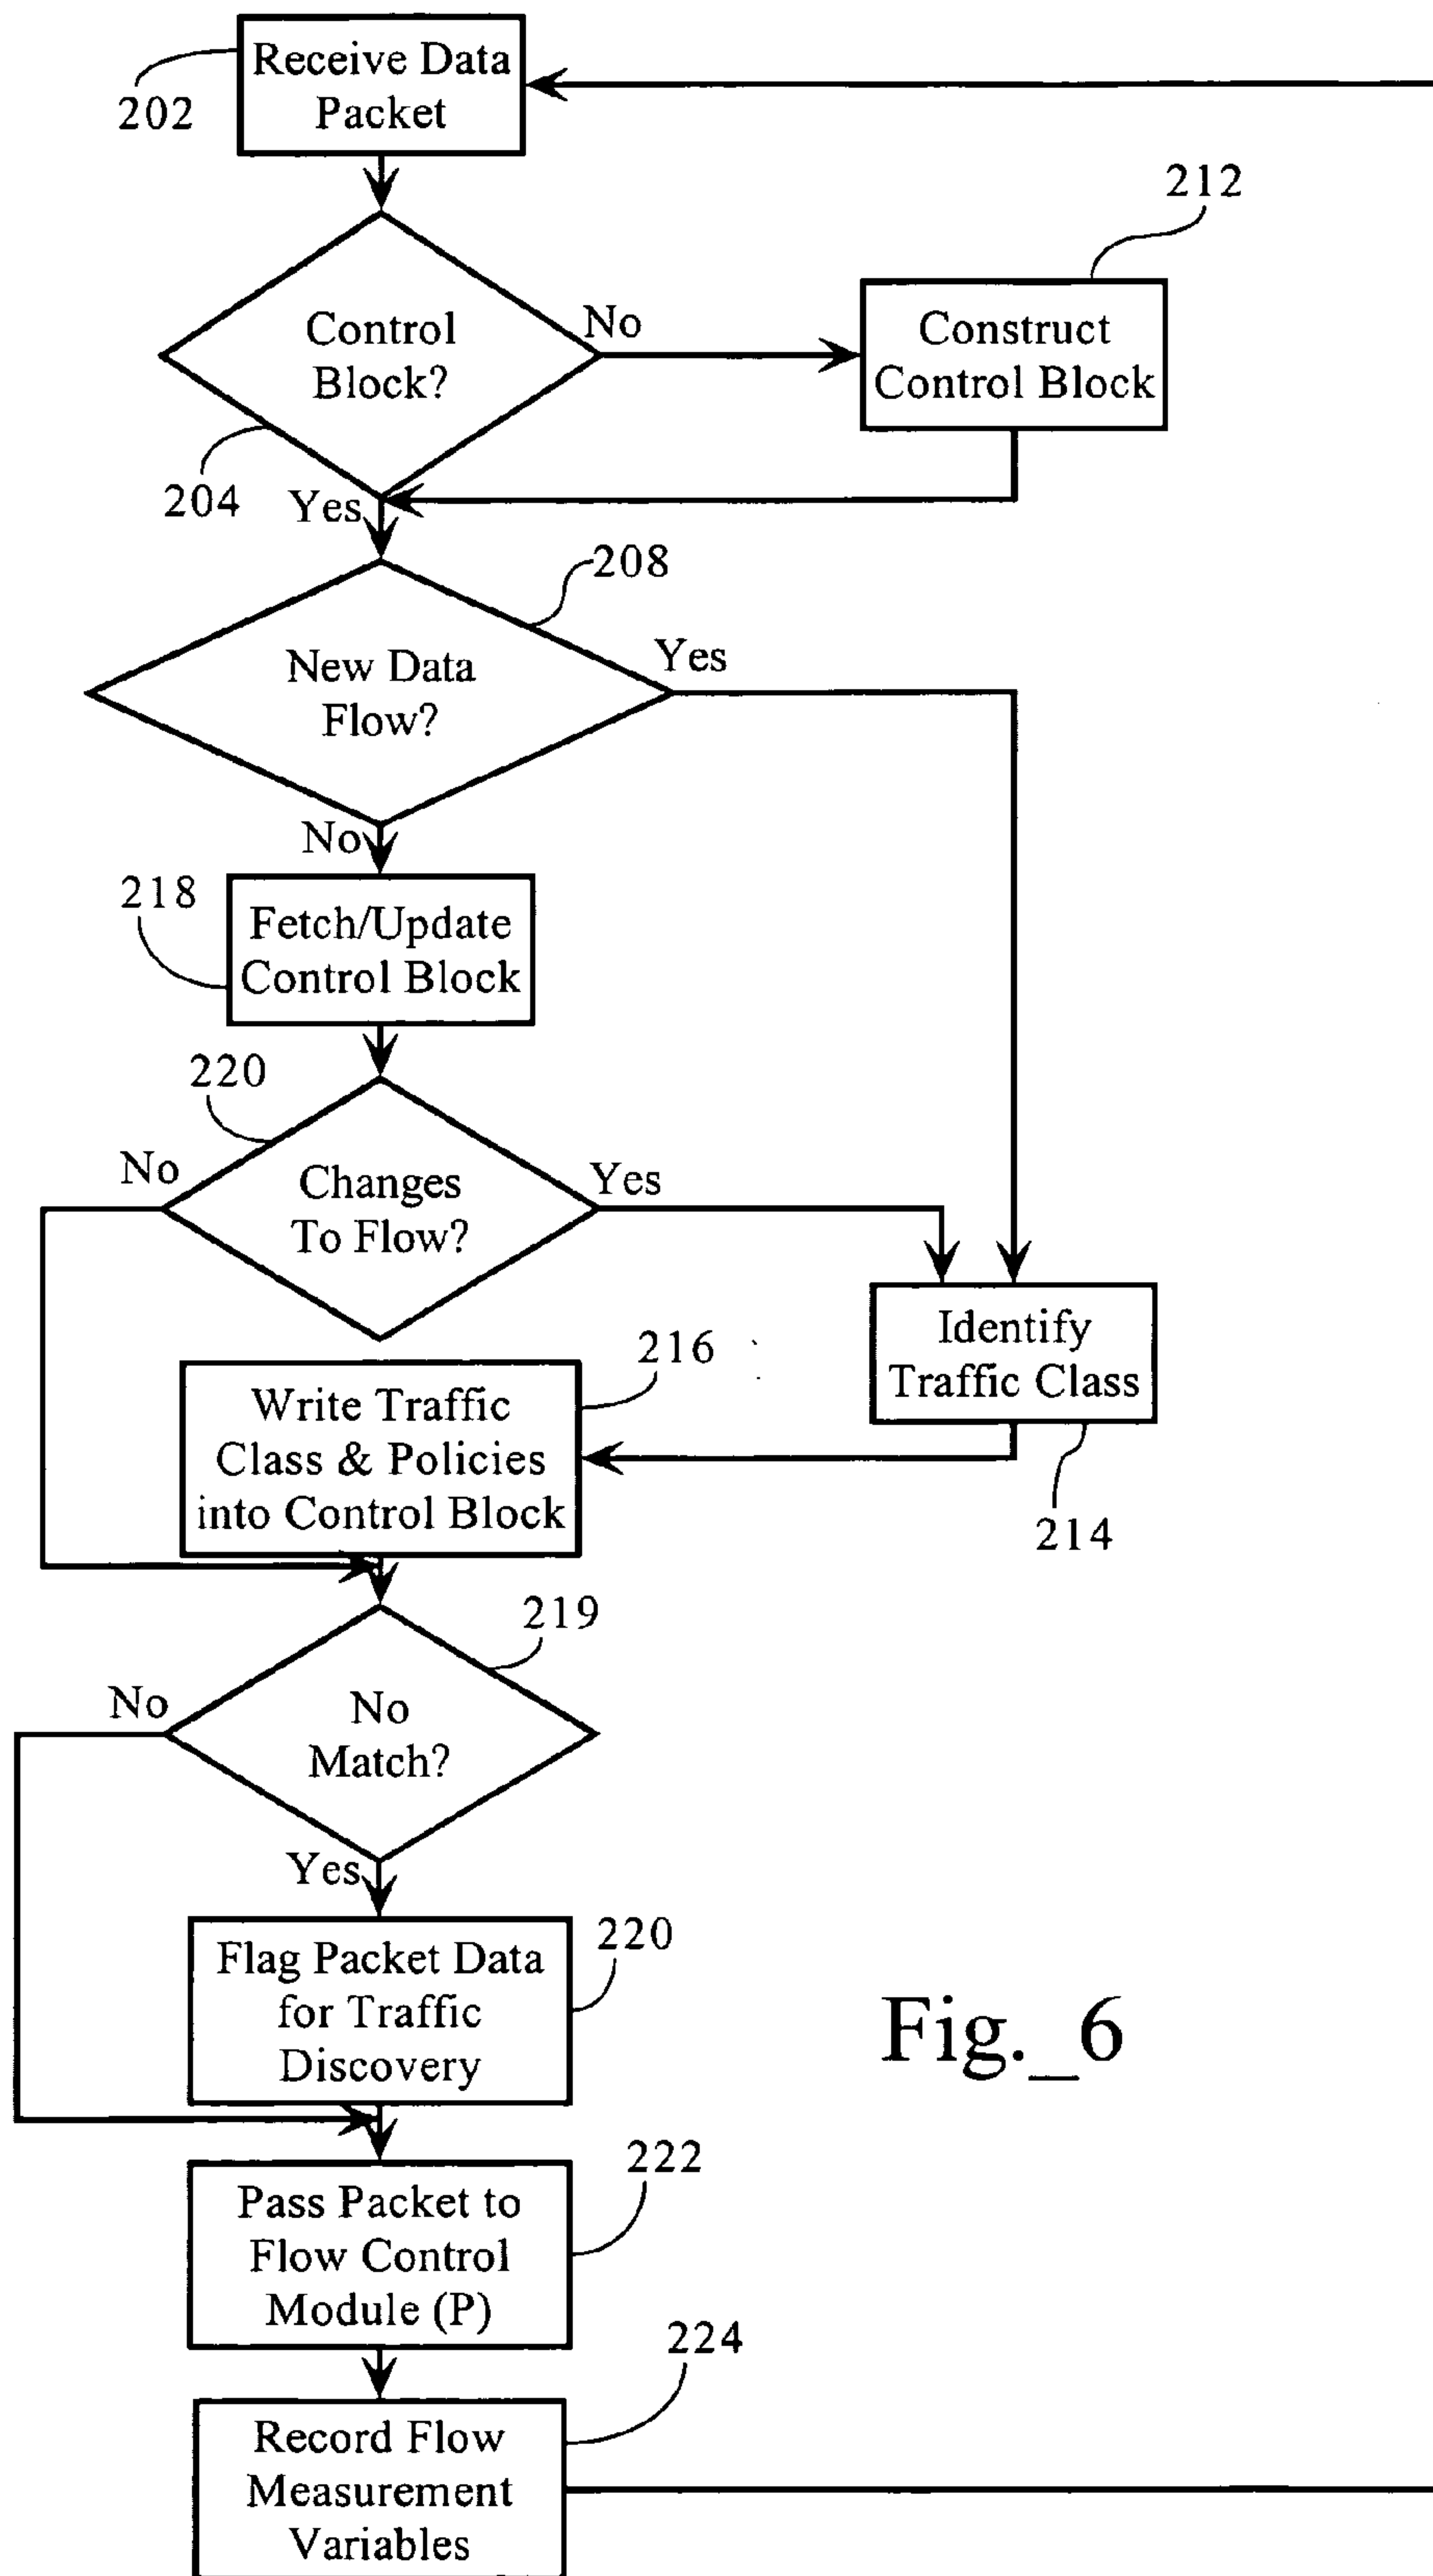 Receive Data
Packet
202
212
Control
Block?
No
Construct
Control Block
204
Yes
208
New Data
Flow?
Yes
No
218
Fetch/Update
Control Block
220
No
Changes
To Flow?
Yes
Identify
Traffic Class
216
Write Traffic
Class & Policies
into Control Block
214
219
No
No
Match?
Yes
Flag Packet Data
for Traffic
Discovery
220
Fig._6
222
Pass Packet to
Flow Control
Module (P)
224
Record Flow
Measurement
Variables